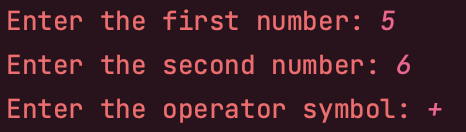 Enter the first number: 5
Enter the second number: 6
Enter the operator symbol: +